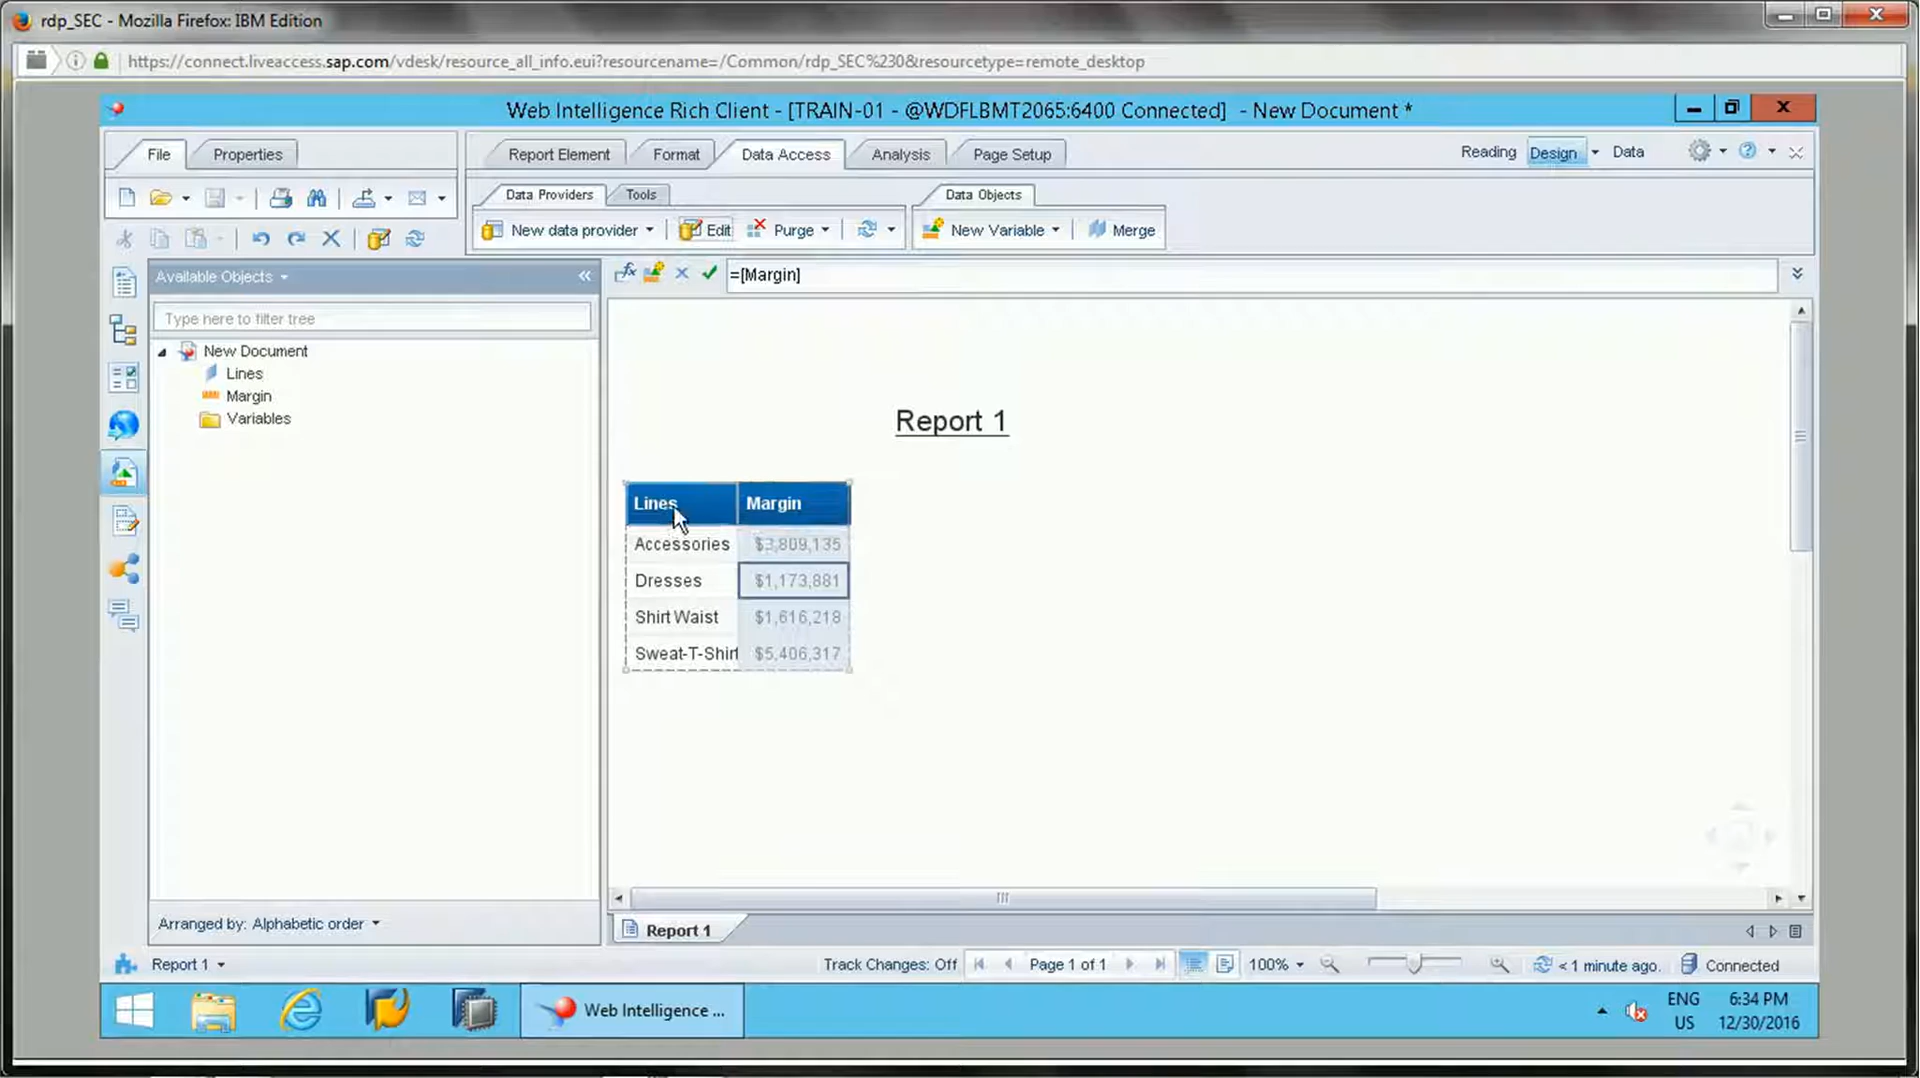 rdp_SEC - Mozilla Firefox: IBM Edition
https://connect.liveaccess.sap.com/vdesk/resource_all_info.eui?resourcename=/Common/rdp_SEC%230&resourcetype=remote_desktop
Web Intelligence Rich Client - [TRAIN-01 - @WDFLBMT2065:6400 Connected] - New Document *
File
Properties
Report Element
Format
Data Access
Analysis
Page Setup
Reading
Design
Data
Data Providers
Tools
Data Objects
New data provider
Edit
Purge
New Variable
Merge
Available Objects
=[Margin]
Type here to filter tree
New Document
Lines
Margin
Variables
Report 1
Lines Margin
Accessories $3,809,135
Dresses $1,173,881
Shirt Waist $1,616,218
Sweat-T-Shirt $5,406,317
Arranged by: Alphabetic order
Report 1
Report 1
Track Changes: Off
Page 1 of 1
100%
< 1 minute ago.
Connected
Web Intelligence ...
ENG
US
6:34 PM
12/30/2016